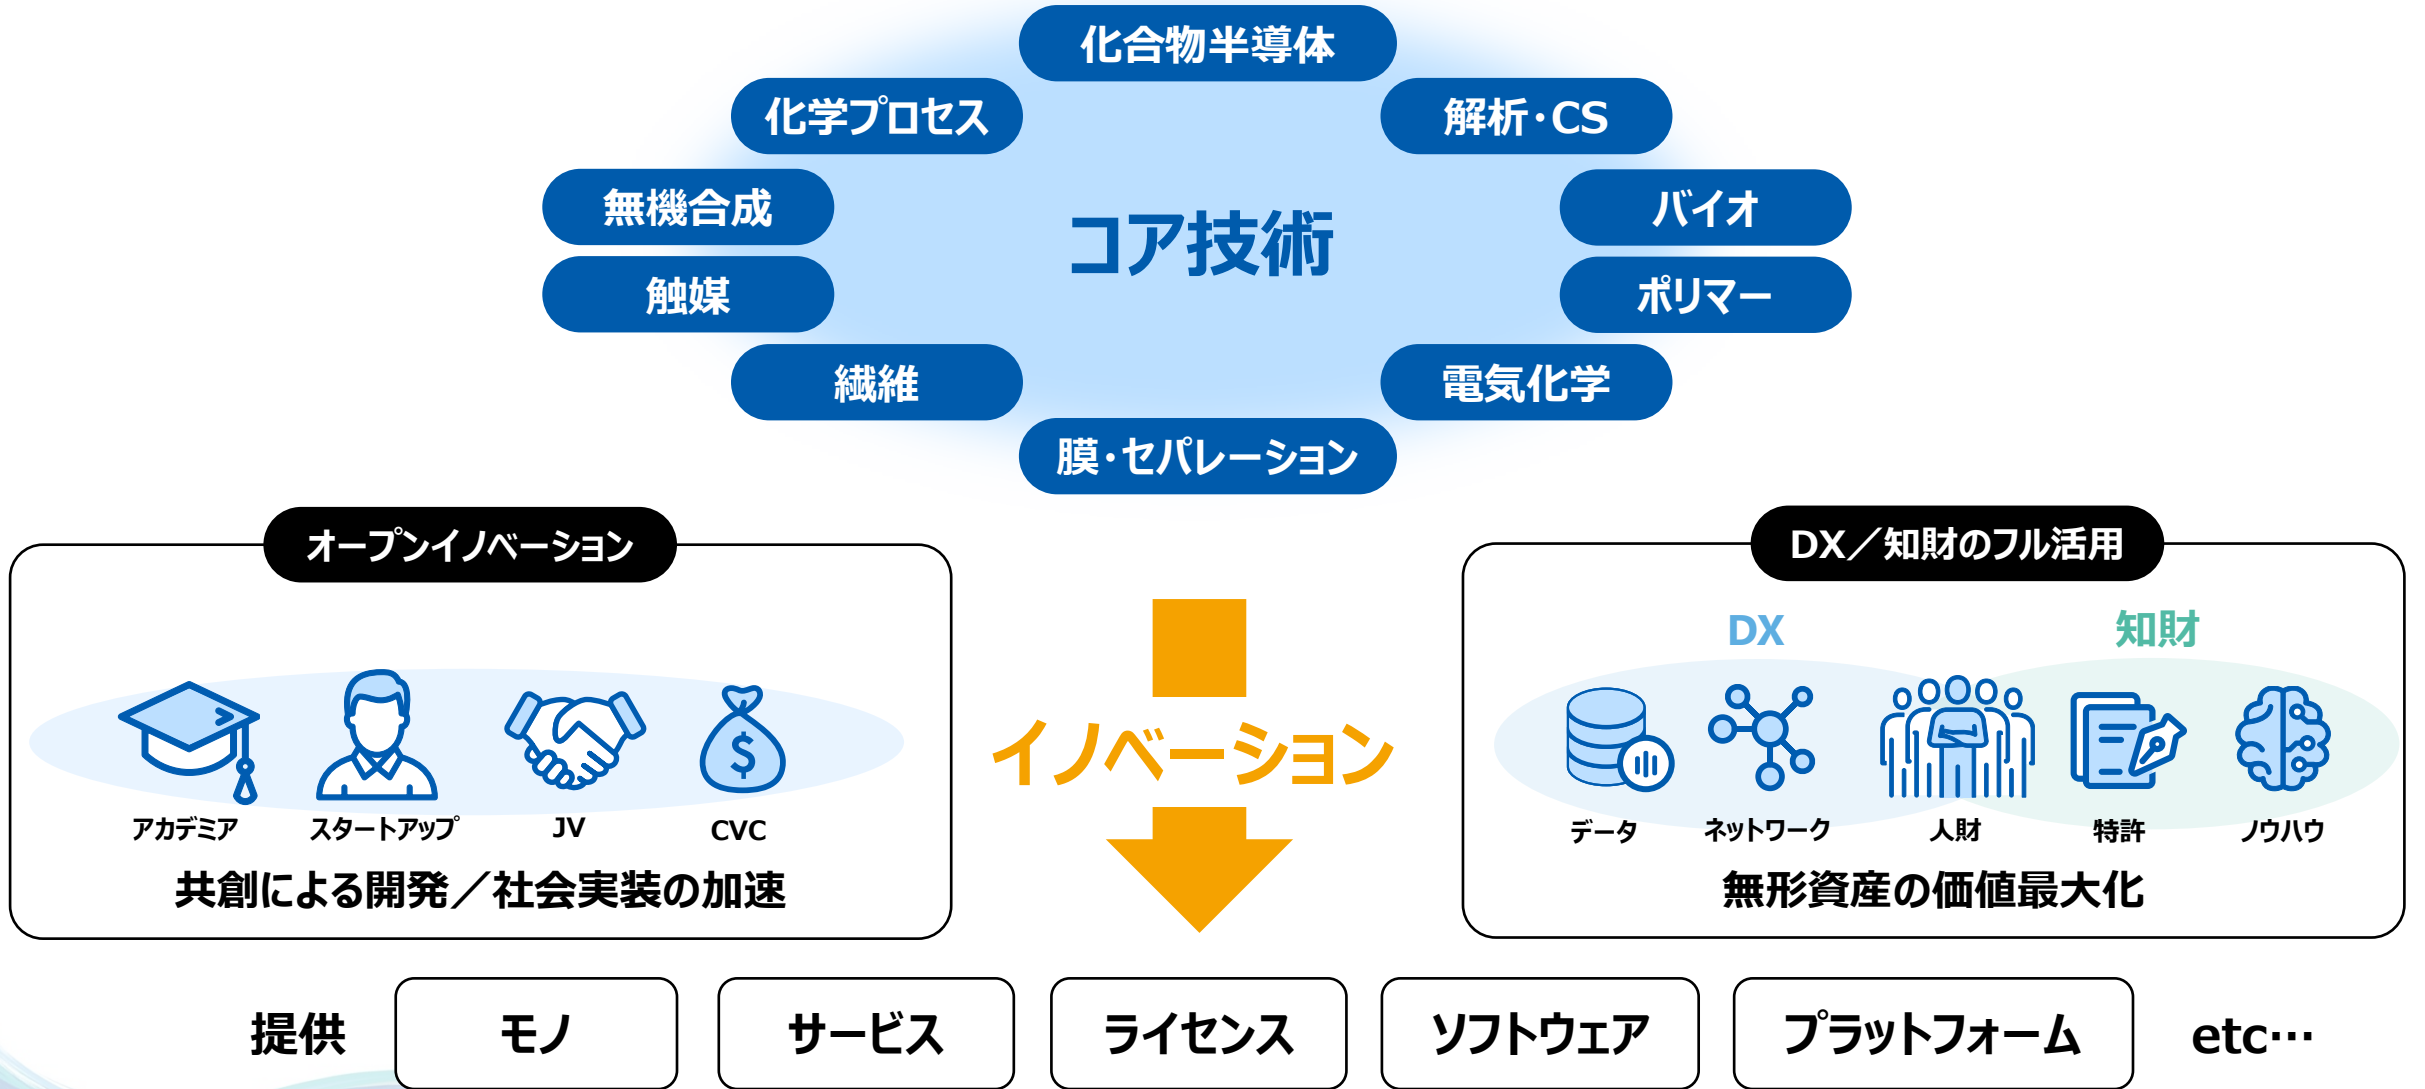 化合物半導体
化学プロセス
解析・CS
無機合成
バイオ
コア技術
触媒
ポリマー
繊維
電気化学
膜・セパレーション
オープンイノベーション
アカデミア
スタートアップ
JV
CVC
共創による開発／社会実装の加速
イノベーション
DX／知財のフル活用
DX
知財
データ
ネットワーク
人財
特許
ノウハウ
無形資産の価値最大化
提供
モノ
サービス
ライセンス
ソフトウェア
プラットフォーム
etc…